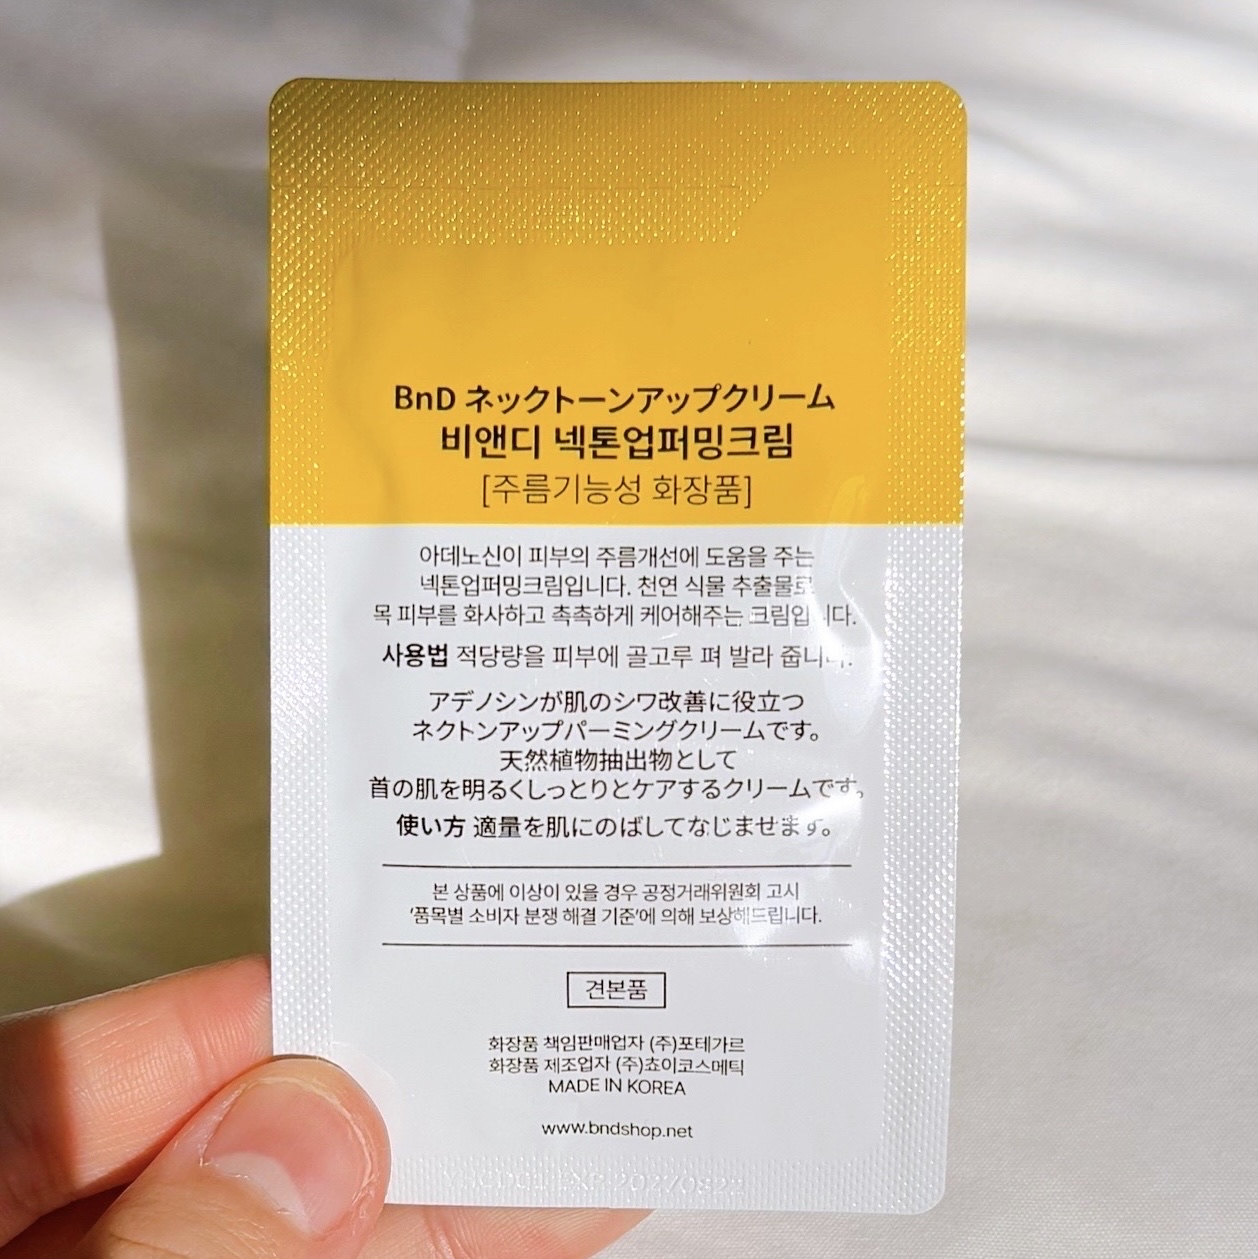 BnD ネックトーンアップクリーム
비앤디 넥톤업퍼밍크림
[주름기능성 화장품]
아데노신이 피부의 주름개선에 도움을 주는
넥톤업퍼밍크림입니다. 천연 식물 추출물로
목 피부를 화사하고 촉촉하게 케어해주는 크림입니다.
사용법 적당량을 피부에 골고루 펴 발라 줍니다.
アデノシンが肌のシワ改善に役立つ
ネクトンアップパーミングクリームです。
天然植物抽出物として
首の肌を明るくしっとりとケアするクリームです。
使い方 適量を肌にのばしてなじませます。
본 상품에 이상이 있을 경우 공정거래위원회 고시
'품목별 소비자 분쟁 해결 기준'에 의해 보상해드립니다.
견본품
화장품 책임판매업자 (주)포테가르
화장품 제조업자 (주)쵸이코스메틱
MADE IN KOREA
www.bndshop.net
EXP 20270822